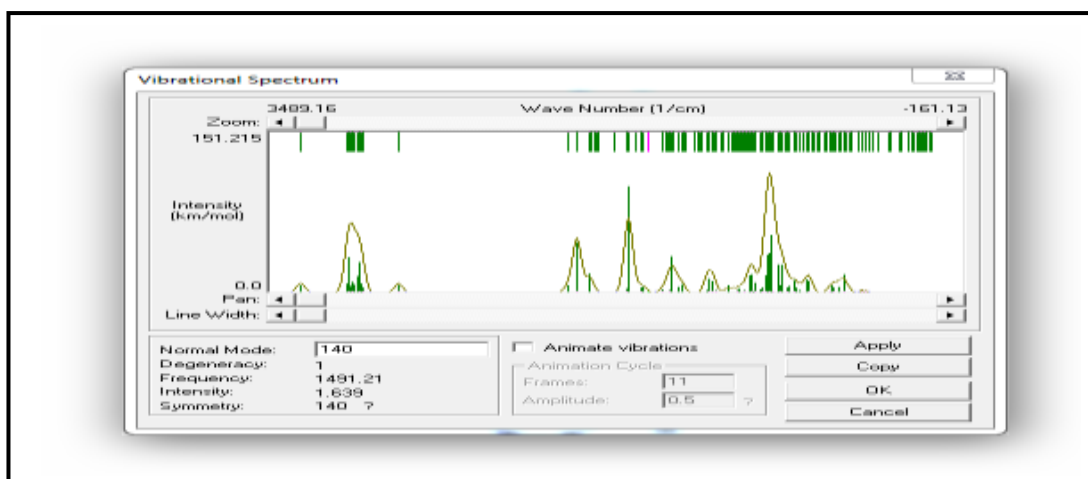 Vibrational Spectrum
3489.16 Wave Number (1/cm) -161.13
Zoom:
151.215
Intensity
(km/mol)
0.0
Pan:
Line Width:
Normal Mode: 140
Degeneracy: 1
Frequency: 1491.21
Intensity: 1.639
Symmetry: 140 ?
Animate vibrations
Animation Cycle
Frames: 11
Amplitude: 0.5 ?
Apply
Copy
OK
Cancel